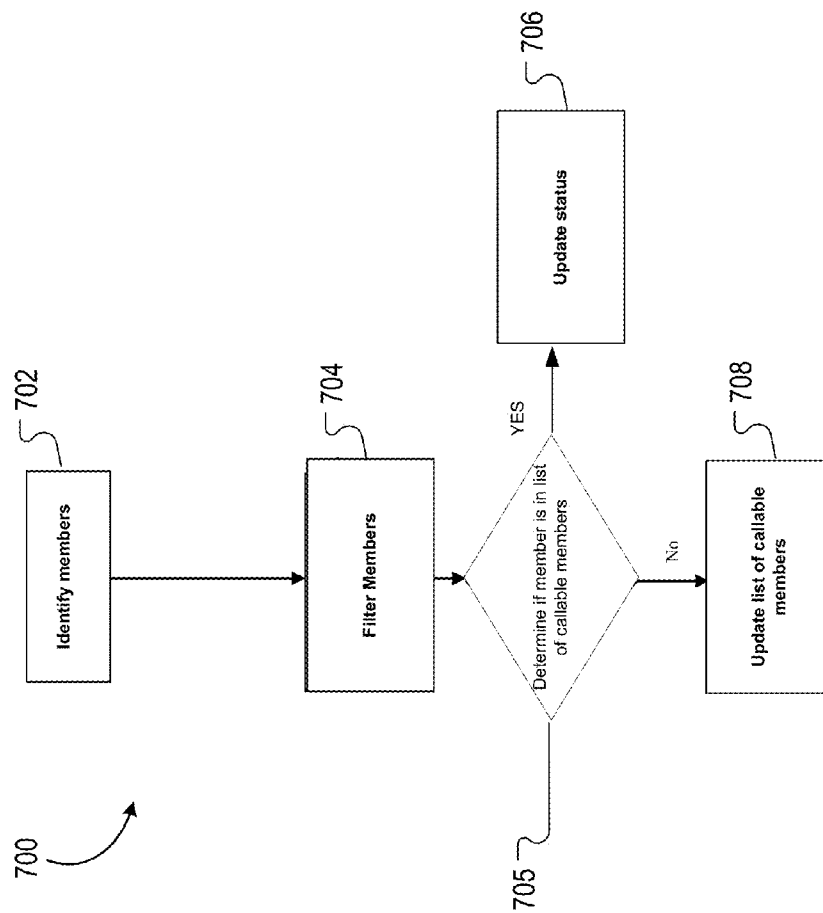 700
702
Identify members
704
Filter Members
705
Determine if member is in list
of callable members
YES
706
Update status
No
708
Update list of callable
members